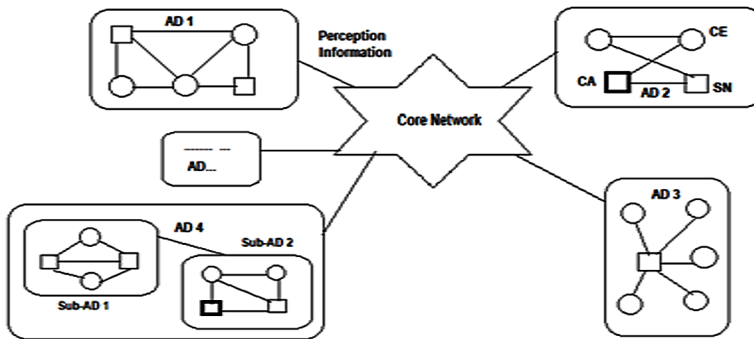 AD 1
Perception
Information
CE
CA
SN
AD 2
Core Network
------- --
AD...
AD 3
AD 4
Sub-AD 2
Sub-AD 1